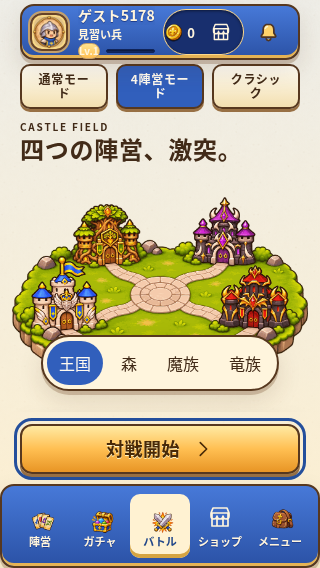 ゲスト5178
見習い兵
Lv.1
0
通常モー
ド
4陣営モー
ド
クラシッ
ク
CASTLE FIELD
四つの陣営、激突。
王国 森 魔族 竜族
対戦開始
陣営 ガチャ バトル ショップ メニュー